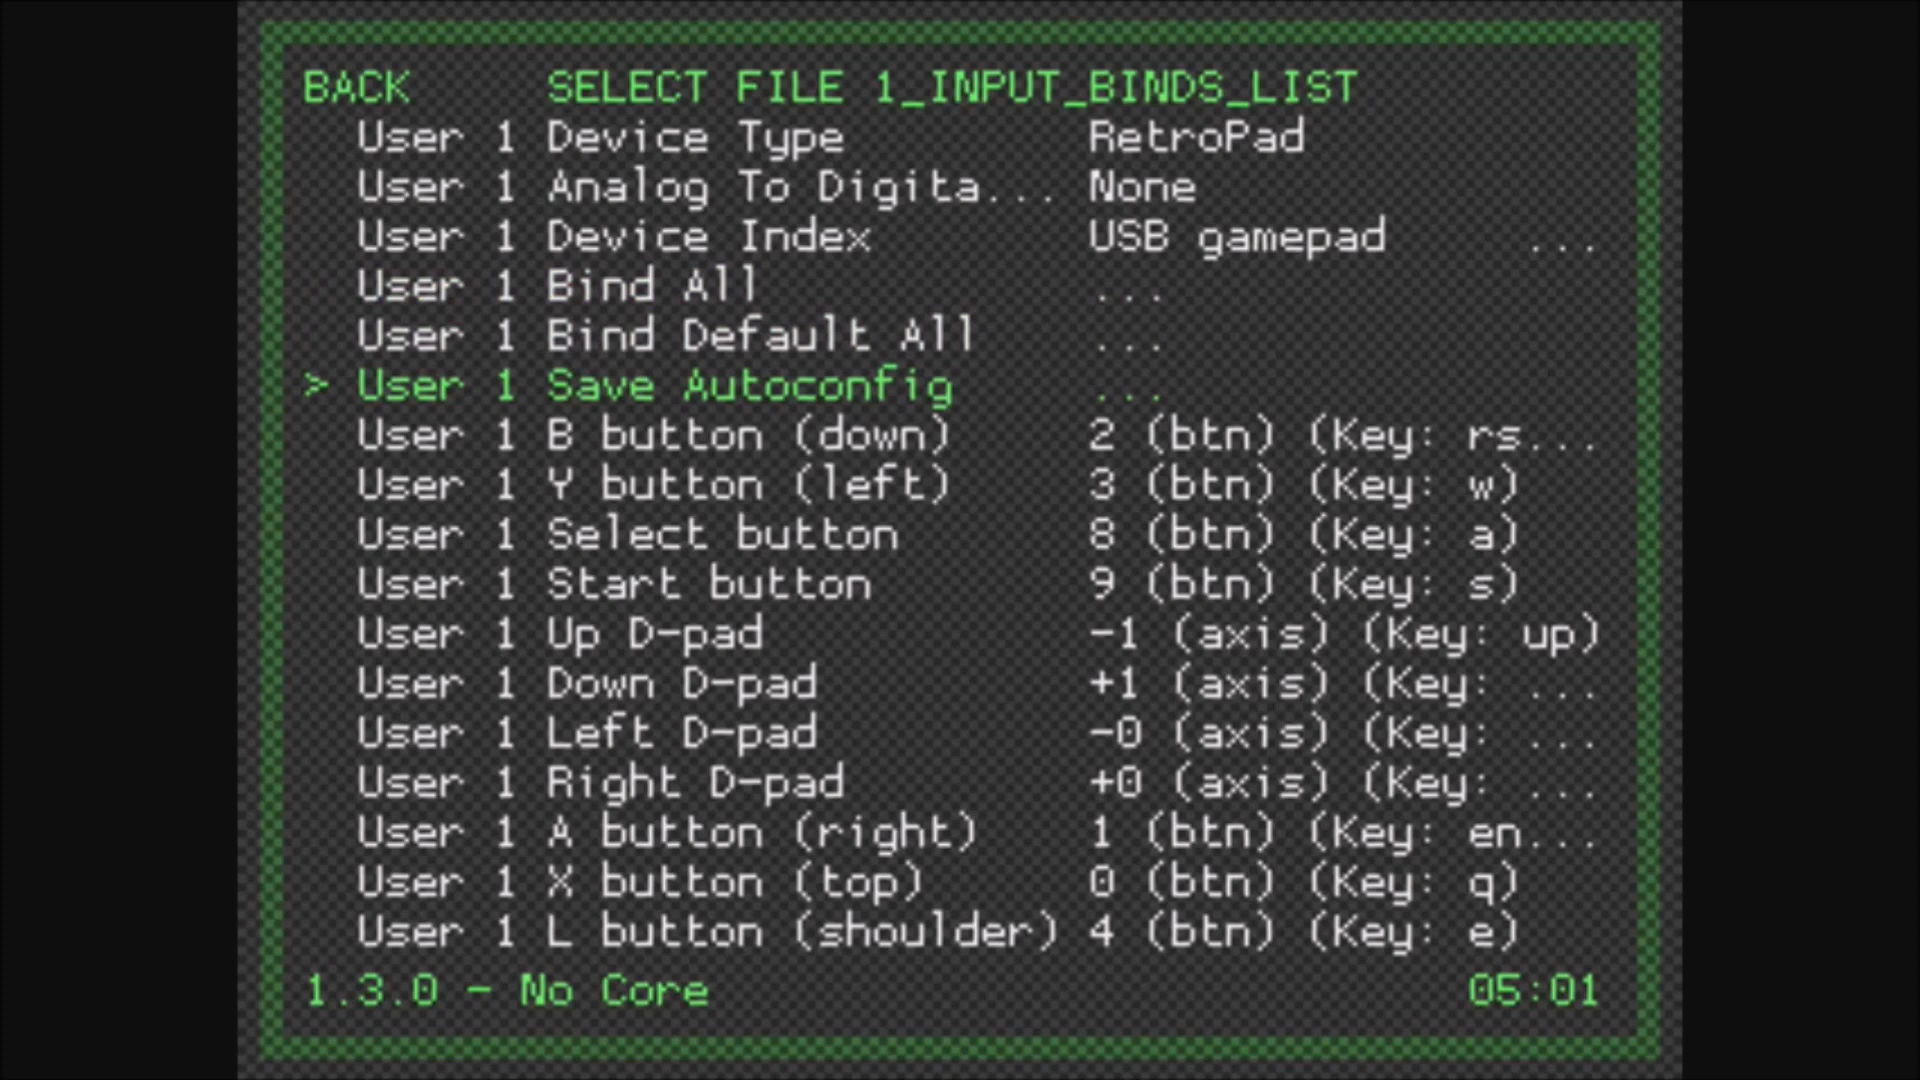 BACK SELECT FILE 1_INPUT_BINDS_LIST
User 1 Device Type RetroPad
User 1 Analog To Digita... None
User 1 Device Index USB gamepad ...
User 1 Bind All ...
User 1 Bind Default All ...
> User 1 Save Autoconfig ...
User 1 B button (down) 2 (btn) (Key: rs...
User 1 Y button (left) 3 (btn) (Key: w)
User 1 Select button 8 (btn) (Key: a)
User 1 Start button 9 (btn) (Key: s)
User 1 Up D-pad -1 (axis) (Key: up)
User 1 Down D-pad +1 (axis) (Key: ...
User 1 Left D-pad -0 (axis) (Key: ...
User 1 Right D-pad +0 (axis) (Key: ...
User 1 A button (right) 1 (btn) (Key: en...
User 1 X button (top) 0 (btn) (Key: q)
User 1 L button (shoulder) 4 (btn) (Key: e)
1.3.0 - No Core 05:01